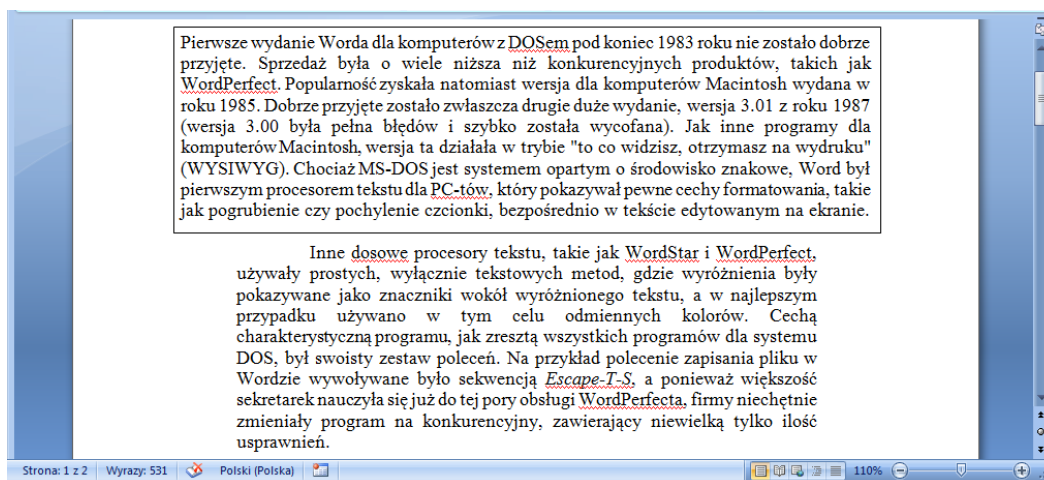 Pierwsze wydanie Worda dla komputerów z DOSem pod koniec 1983 roku nie zostało dobrze
przyjęte. Sprzedaż była o wiele niższa niż konkurencyjnych produktów, takich jak
WordPerfect. Popularność zyskała natomiast wersja dla komputerów Macintosh wydana w
roku 1985. Dobrze przyjęte zostało zwłaszcza drugie duże wydanie, wersja 3.01 z roku 1987
(wersja 3.00 była pełna błędów i szybko została wycofana). Jak inne programy dla
komputerów Macintosh, wersja ta działała w trybie "to co widzisz, otrzymasz na wydruku"
(WYSIWYG). Chociaż MS-DOS jest systemem opartym o środowisko znakowe, Word był
pierwszym procesorem tekstu dla PC-tów, który pokazywał pewne cechy formatowania, takie
jak pogrubienie czy pochylenie czcionki, bezpośrednio w tekście edytowanym na ekranie.
Inne dosowe procesory tekstu, takie jak WordStar i WordPerfect,
używały prostych, wyłącznie tekstowych metod, gdzie wyróżnienia były
pokazywane jako znaczniki wokół wyróżnionego tekstu, a w najlepszym
przypadku używano w tym celu odmiennych kolorów. Cechą
charakterystyczną programu, jak zresztą wszystkich programów dla systemu
DOS, był swoisty zestaw poleceń. Na przykład polecenie zapisania pliku w
Wordzie wywoływane było sekwencją Escape-T-S, a ponieważ większość
sekretarek nauczyła się już do tej pory obsługi WordPerfecta, firmy niechętnie
zmieniały program na konkurencyjny, zawierający niewielką tylko ilość
usprawnień.
Strona: 1 z 2 Wyrazy: 531 Polski (Polska) 110%